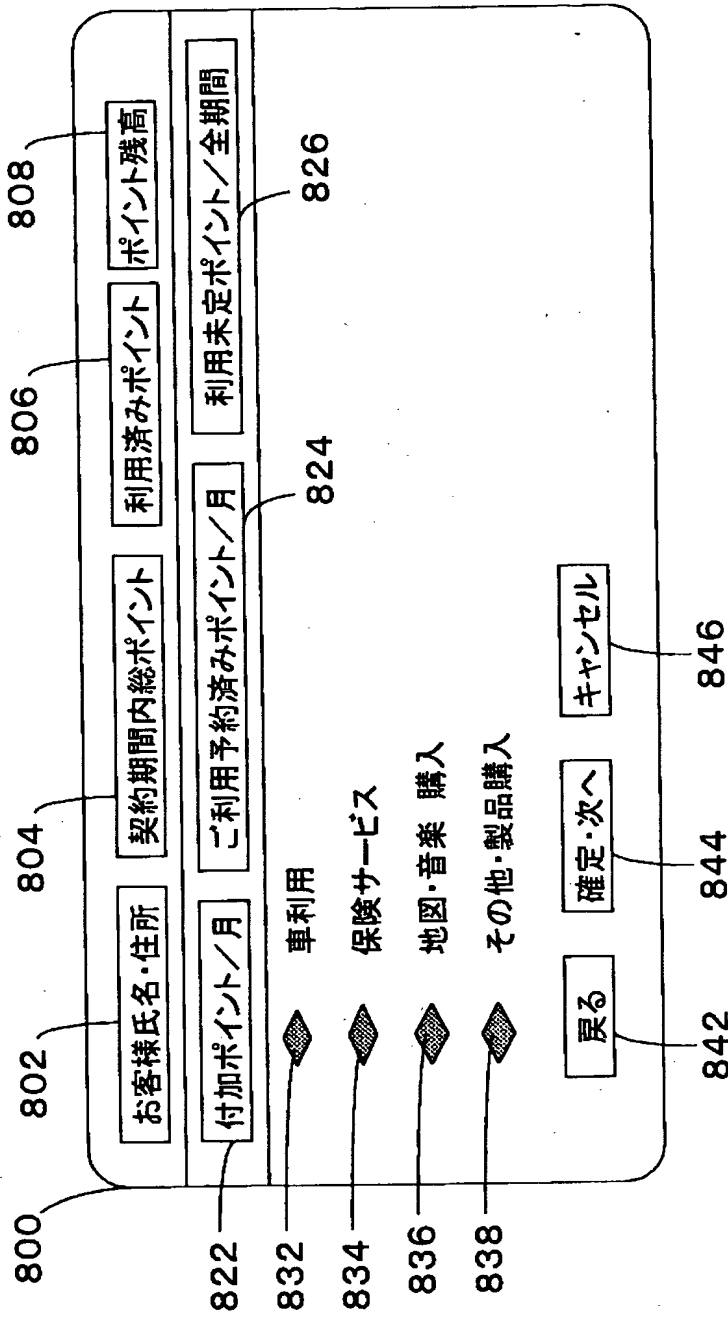 800
802 804 806 808
お客様氏名・住所 契約期間内総ポイント 利用済みポイント ポイント残高
付加ポイント/月 ご利用予約済みポイント/月 利用未定ポイント/全期間
822 824 826
832 車利用
834 保険サービス
836 地図・音楽 購入
838 その他・製品購入
戻る 確定・次へ キャンセル
842 844 846